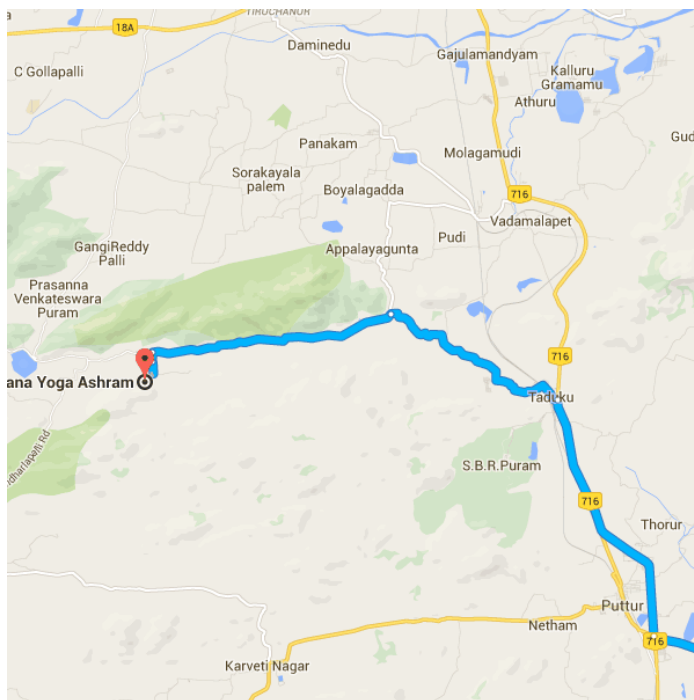 TIRUCHANUR
18A
Daminedu
Gajulamandyam
C Gollapalli
Kalluru
Gramamu
Athuru
Panakam
Molagamudi
Gud
Sorakayala
palem
Boyalagadda
716
Vadamalapet
Pudi
GangiReddy
Palli
Appalayagunta
Prasanna
Venkateswara
Puram
716
ana Yoga Ashram
Taduku
S.B.R.Puram
716
Thorur
Puttur
Netham
716
Karveti Nagar